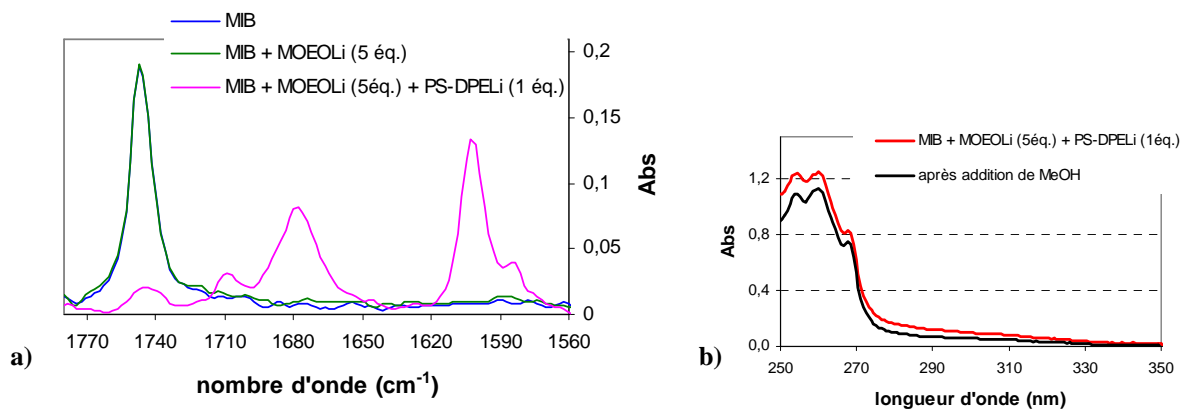 MIB
MIB + MOEOLi (5 éq.)
MIB + MOEOLi (5éq.) + PS-DPELi (1 éq.)
0,2
0,15
0,1
0,05
0
Abs
1770 1740 1710 1680 1650 1620 1590 1560
nombre d'onde (cm-1)
a)
MIB + MOEOLi (5éq.) + PS-DPELi (1éq.)
après addition de MeOH
1,2
0,8
0,4
0,0
Abs
250 270 290 310 330 350
longueur d'onde (nm)
b)